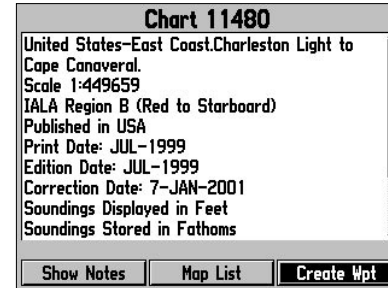 Chart 11480
United States-East Coast.Charleston Light to
Cape Canaveral.
Scale 1:449659
IALA Region B (Red to Starboard)
Published in USA
Print Date: JUL-1999
Edition Date: JUL-1999
Correction Date: 7-JAN-2001
Soundings Displayed in Feet
Soundings Stored in Fathoms
Show Notes
Map List
Create Wpt